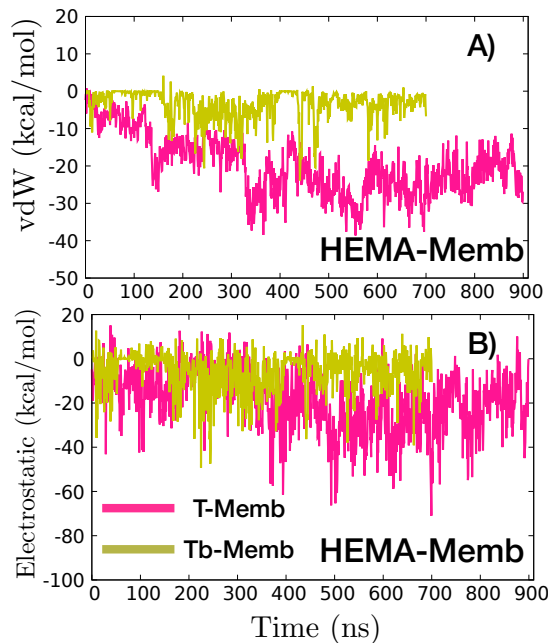 A)
vdW (kcal/mol)
20
10
0
-10
-20
-30
-40
-50
HEMA-Memb
0 100 200 300 400 500 600 700 800 900
B)
Electrostatic (kcal/mol)
20
0
-20
-40
-60
-80
-100
T-Memb
Tb-Memb
HEMA-Memb
0 100 200 300 400 500 600 700 800 900
Time (ns)